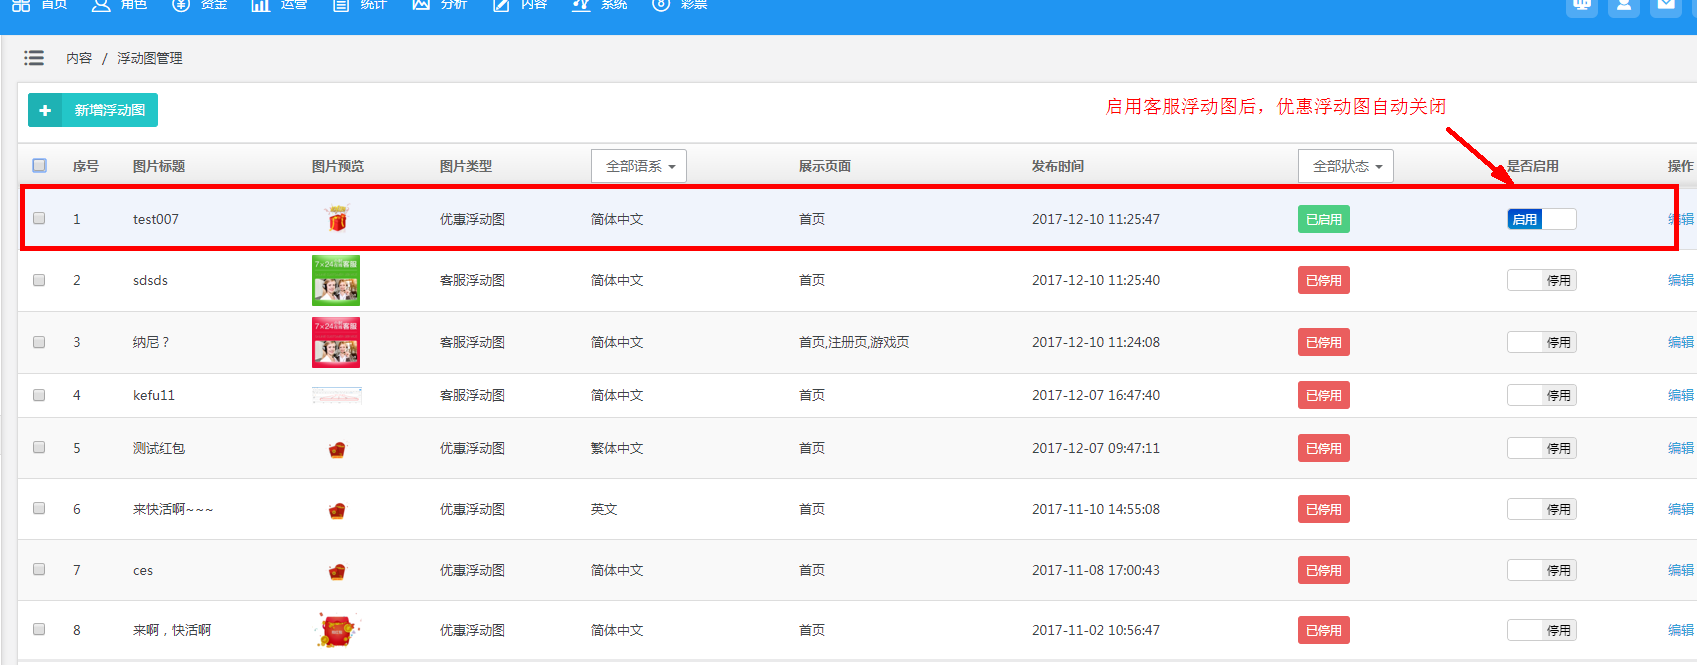 首页 角色 资金 运营 统计 分析 内容 系统 彩票
内容 / 浮动图管理
+ 新增浮动图
启用客服浮动图后，优惠浮动图自动关闭
序号 图片标题 图片预览 图片类型 全部语系 展示页面 发布时间 全部状态 是否启用 操作
1 test007 优惠浮动图 简体中文 首页 2017-12-10 11:25:47 已启用 启用 编辑
2 sdsds 7×24 客服 客服浮动图 简体中文 首页 2017-12-10 11:25:40 已停用 停用 编辑
3 纳尼？ 7×24 客服 客服浮动图 简体中文 首页,注册页,游戏页 2017-12-10 11:24:08 已停用 停用 编辑
4 kefu11 客服浮动图 简体中文 首页 2017-12-07 16:47:40 已停用 停用 编辑
5 测试红包 优惠浮动图 繁体中文 首页 2017-12-07 09:47:11 已停用 停用 编辑
6 来快活啊~~~ 优惠浮动图 英文 首页 2017-11-10 14:55:08 已停用 停用 编辑
7 ces 优惠浮动图 简体中文 首页 2017-11-08 17:00:43 已停用 停用 编辑
8 来啊，快活啊 优惠浮动图 简体中文 首页 2017-11-02 10:56:47 已停用 停用 编辑